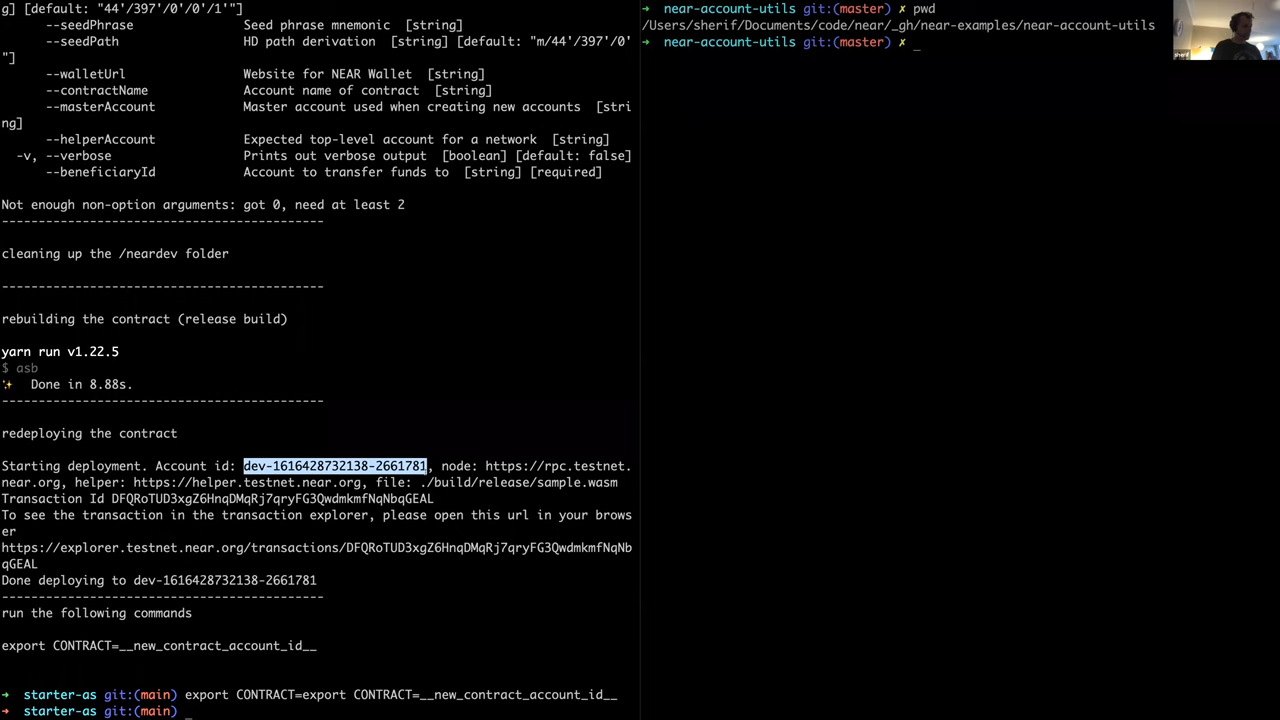 g] [default: "44'/397'/0'/0'/1'"]
--seedPhrase Seed phrase mnemonic [string]
--seedPath HD path derivation [string] [default: "m/44'/397'/0'
"]
--walletUrl Website for NEAR Wallet [string]
--contractName Account name of contract [string]
--masterAccount Master account used when creating new accounts [stri
ng]
--helperAccount Expected top-level account for a network [string]
-v, --verbose Prints out verbose output [boolean] [default: false]
--beneficiaryId Account to transfer funds to [string] [required]
Not enough non-option arguments: got 0, need at least 2
------------------------------------------
cleaning up the /neardev folder
------------------------------------------
rebuilding the contract (release build)
yarn run v1.22.5
$ asb
✨ Done in 8.88s.
------------------------------------------
redeploying the contract
Starting deployment. Account id: dev-1616428732138-2661781, node: https://rpc.testnet.
near.org, helper: https://helper.testnet.near.org, file: ./build/release/sample.wasm
Transaction Id DFQRoTUD3xgZ6HnqDMqRj7qryFG3QwdmkmfNqNbqGEAL
To see the transaction in the transaction explorer, please open this url in your brows
er
https://explorer.testnet.near.org/transactions/DFQRoTUD3xgZ6HnqDMqRj7qryFG3QwdmkmfNqNb
qGEAL
Done deploying to dev-1616428732138-2661781
------------------------------------------
run the following commands
export CONTRACT=__new_contract_account_id__
➜ starter-as git:(main) export CONTRACT=export CONTRACT=__new_contract_account_id__
➜ starter-as git:(main) _
➜ near-account-utils git:(master) ✗ pwd
/Users/sherif/Documents/code/near/_gh/near-examples/near-account-utils
➜ near-account-utils git:(master) ✗ _
sherif